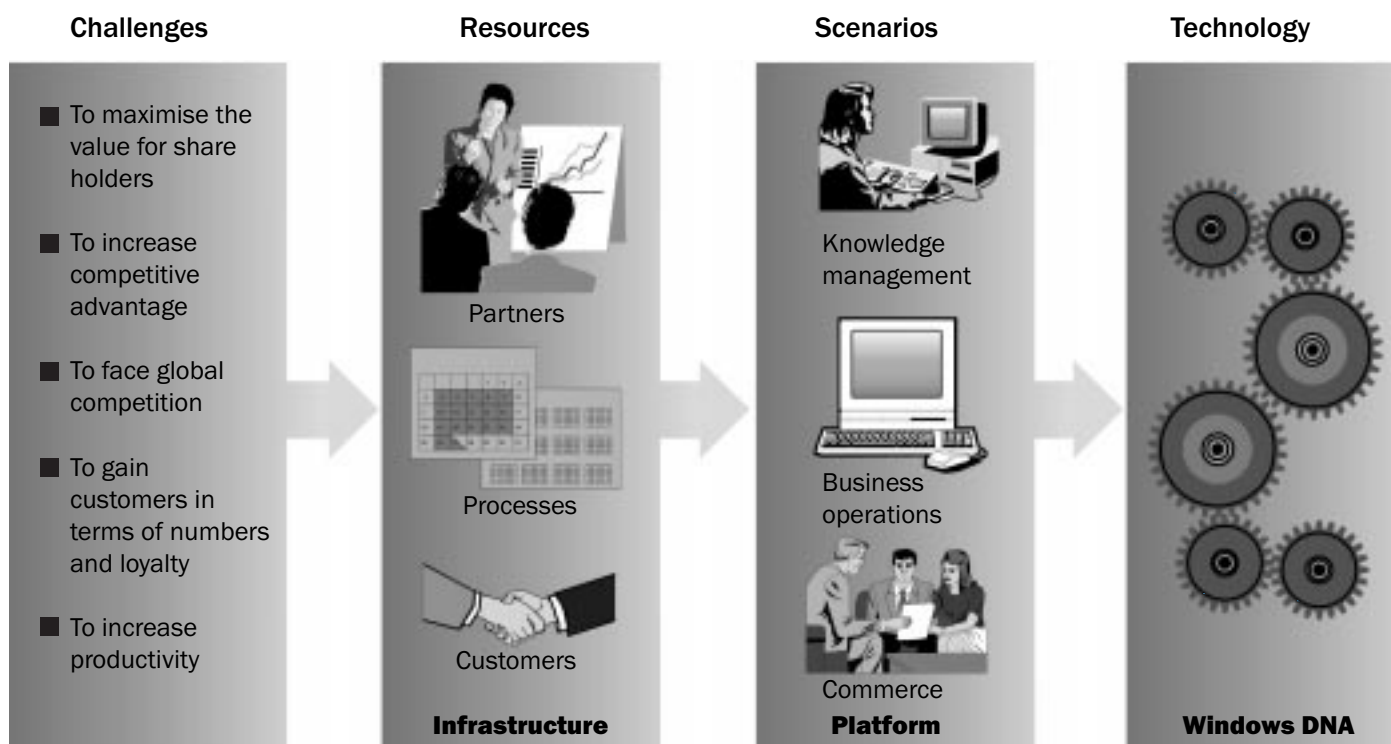 Challenges
To maximise the
value for share
holders
To increase
competitive
advantage
To face global
competition
To gain
customers in
terms of numbers
and loyalty
To increase
productivity
Resources
Partners
Processes
Customers
Infrastructure
Scenarios
Knowledge
management
Business
operations
Commerce
Platform
Technology
Windows DNA